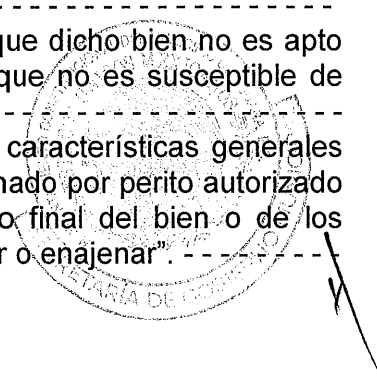 - - - - - - - - - - - - - - - - - - - - - -
que dicho bien no es apto
que no es susceptible de
- - - - - - - - - - - - - - - - - - - - - -
características generales
nado por perito autorizado
o final del bien o de los
r o enajenar". - - - - - - - - - -